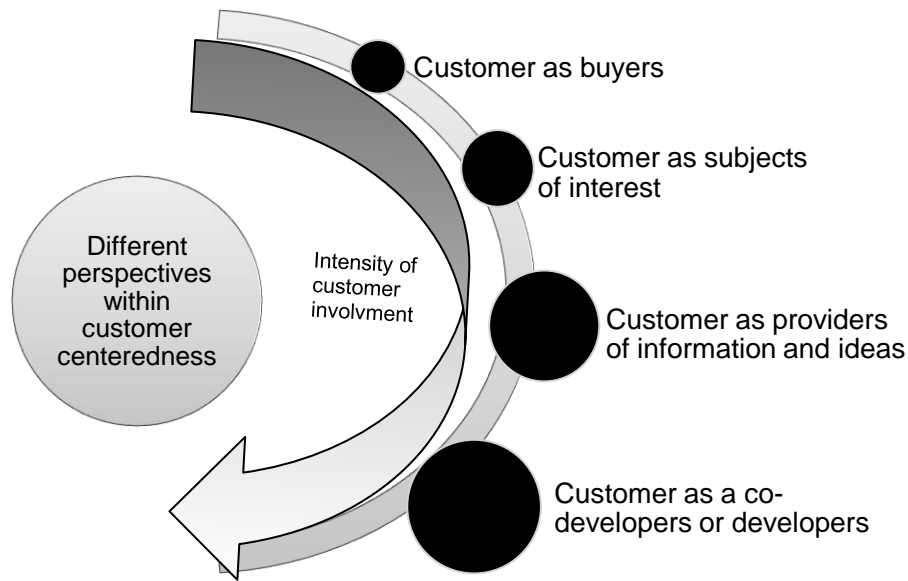 Customer as buyers
Customer as subjects
of interest
Different
perspectives
within
customer
centeredness
Intensity of
customer
involvment
Customer as providers
of information and ideas
Customer as a co-
developers or developers